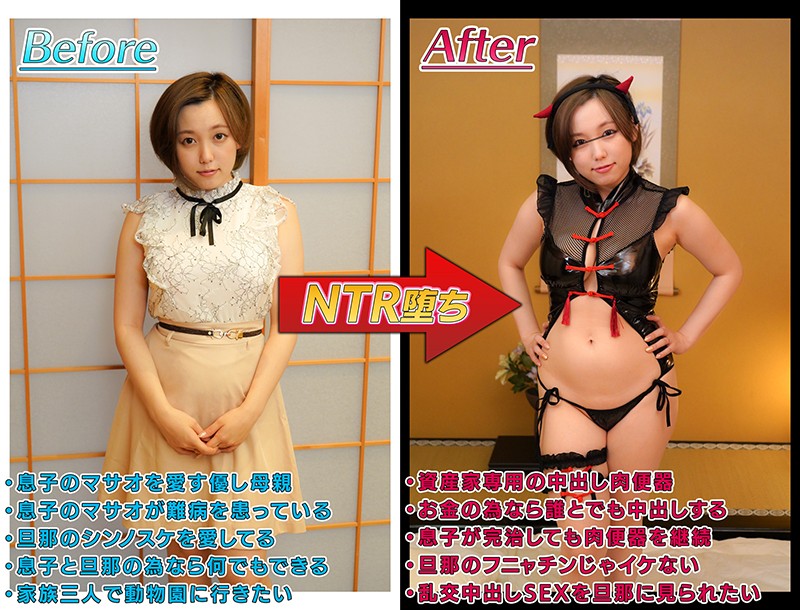 Before
After
NTR堕ち
・息子のマサオを愛す優し母親
・息子のマサオが難病を患っている
・旦那のシンノスケを愛してる
・息子と旦那の為なら何でもできる
・家族三人で動物園に行きたい
・資産家専用の中出し肉便器
・お金の為なら誰とでも中出しする
・息子が完治しても肉便器を継続
・旦那のフニャチンじゃイケない
・乱交中出しSEXを旦那に見られたい